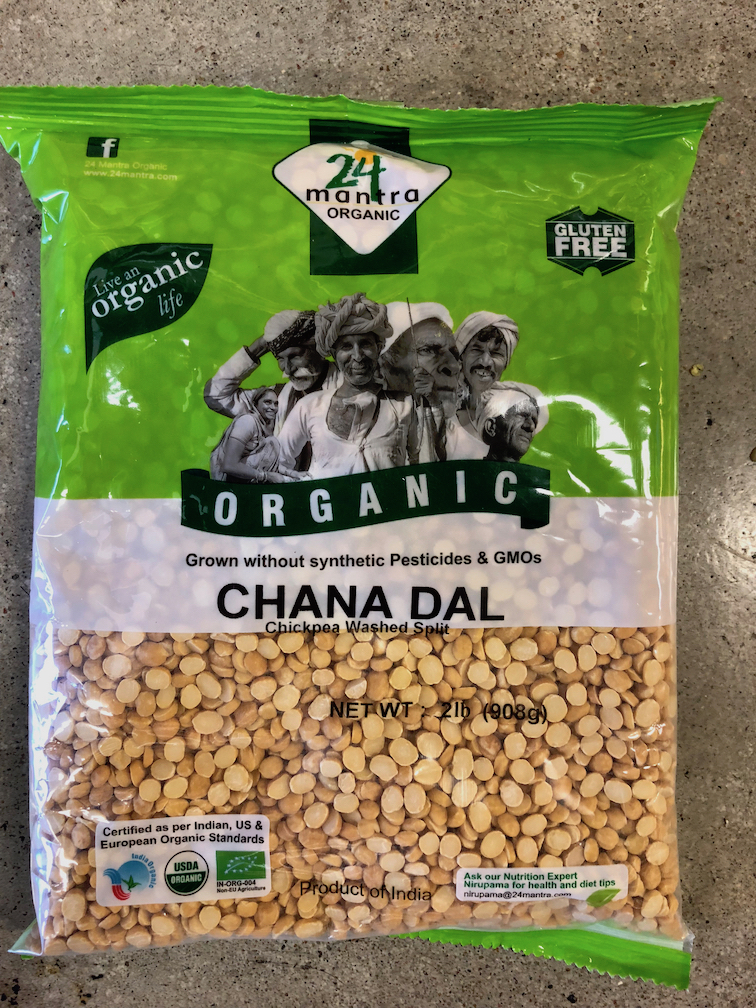 f
24 Mantra Organic
www.24mantra.com
24
mantra
ORGANIC
GLUTEN
FREE
Live an
organic
life
ORGANIC
Grown without synthetic Pesticides & GMOs
CHANA DAL
Chickpea Washed Split
NET WT : 2lb (908g)
Certified as per Indian, US &
European Organic Standards
India Organic
USDA
ORGANIC
IN-ORG-004
Non-EU Agriculture
Product of India
Ask our Nutrition Expert
Nirupama for health and diet tips
nirupama@24mantra.com